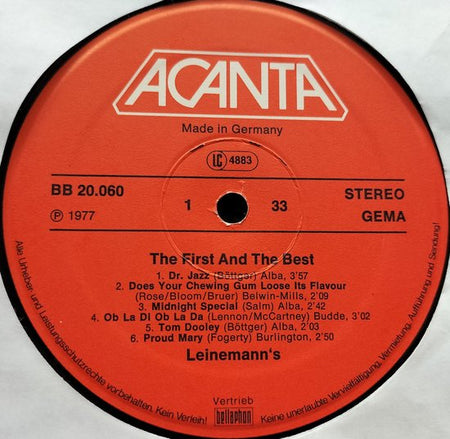 ACANTA
Made in Germany
LC 4883
BB 20.060
STEREO
℗ 1977
1
33
GEMA
The First And The Best
1. Dr. Jazz (Böttger) Alba, 3'57
2. Does Your Chewing Gum Loose Its Flavour
(Rose/Bloom/Bruer) Belwin-Mills, 2'09
3. Midnight Special (Salm) Alba, 2'42
4. Ob La Di Ob La Da (Lennon/McCartney) Budde, 3'02
5. Tom Dooley (Böttger) Alba, 2'03
6. Proud Mary (Fogerty) Burlington, 2'50
Leinemann's
Vertrieb
bellaphon
Alle Urheber und Leistungsschutzrechte vorbehalten. Kein Verleih! Keine unerlaubte Vervielfältigung, Vermietung, Aufführung und Sendung!